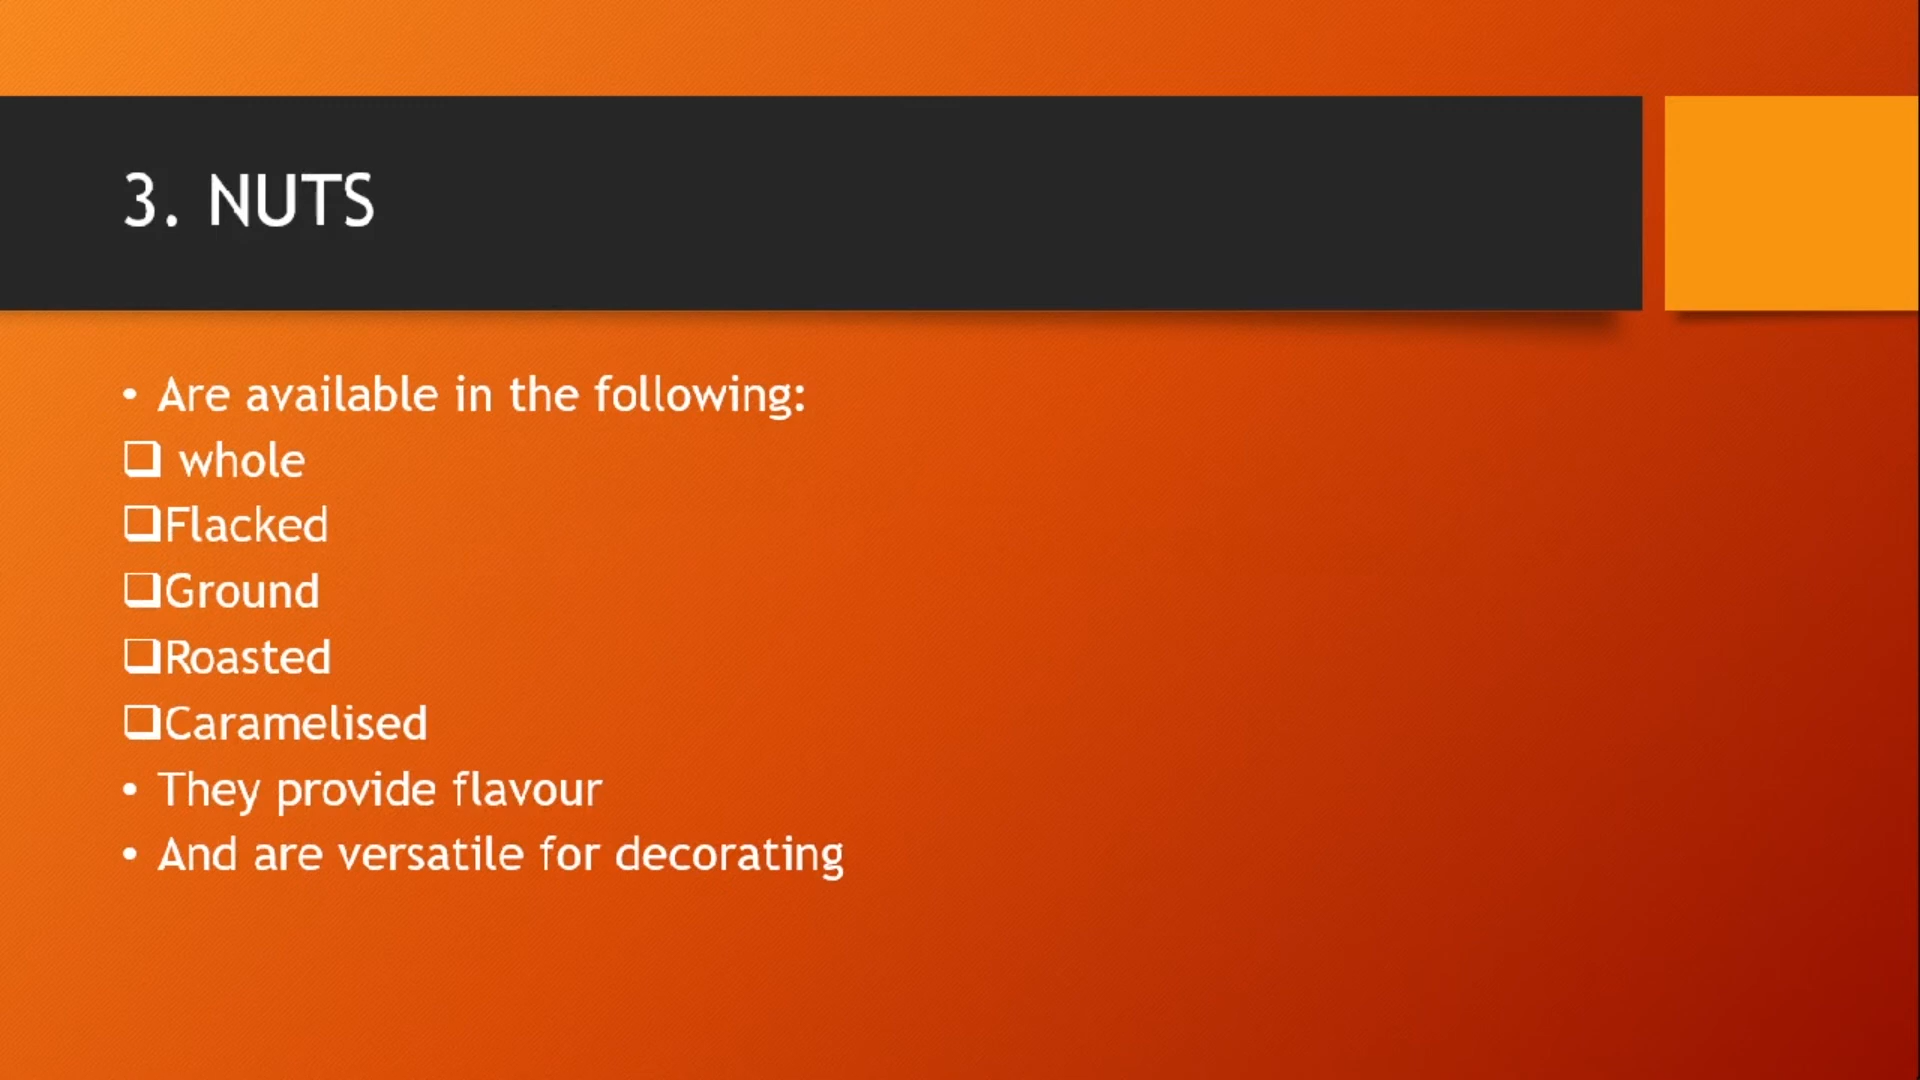 3. NUTS
• Are available in the following:
❑ whole
❑Flacked
❑Ground
❑Roasted
❑Caramelised
• They provide flavour
• And are versatile for decorating